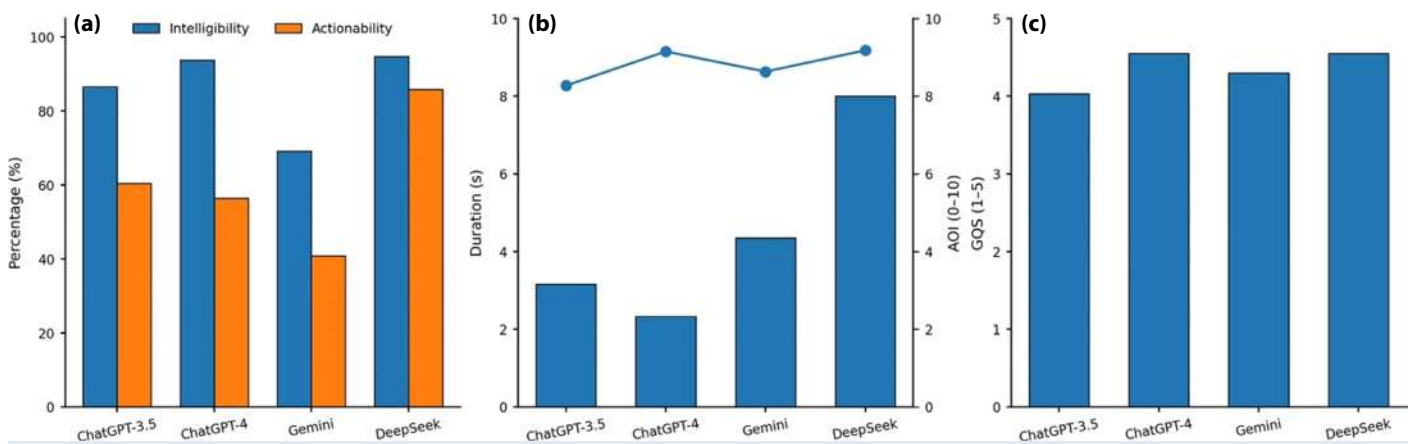 (a)
Intelligibility
Actionability
Percentage (%)
100
80
60
40
20
0
ChatGPT-3.5
ChatGPT-4
Gemini
DeepSeek
(b)
Duration (s)
10
8
6
4
2
0
ChatGPT-3.5
ChatGPT-4
Gemini
DeepSeek
10
8
6
4
2
0
AOI (0–10)
(c)
GQS (1–5)
5
4
3
2
1
0
ChatGPT-3.5
ChatGPT-4
Gemini
DeepSeek